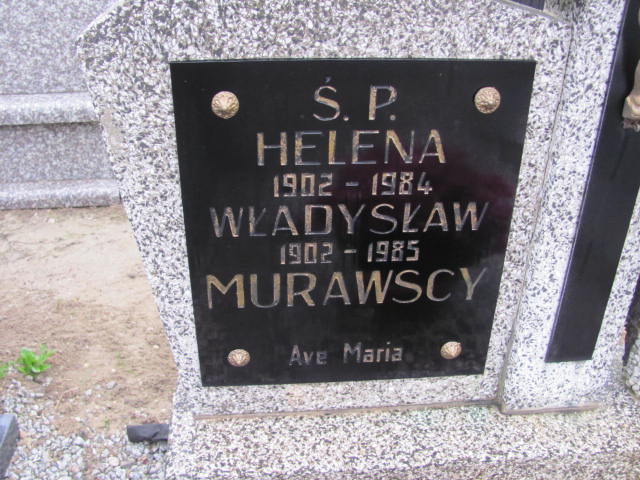 Ś. P.
HELENA
1902 - 1984
WŁADYSŁAW
1902 - 1985
MURAWSCY
Ave Maria